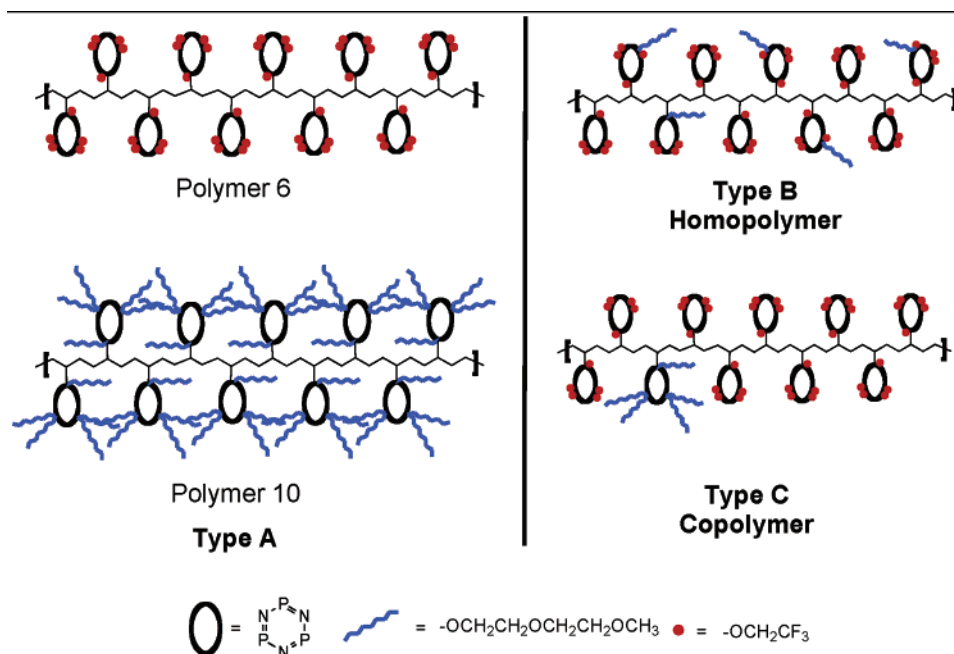 Polymer 6
Polymer 10
Type A
Type B
Homopolymer
Type C
Copolymer
= N P N P P N
= -OCH₂CH₂OCH₂CH₂OCH₃
= -OCH₂CF₃